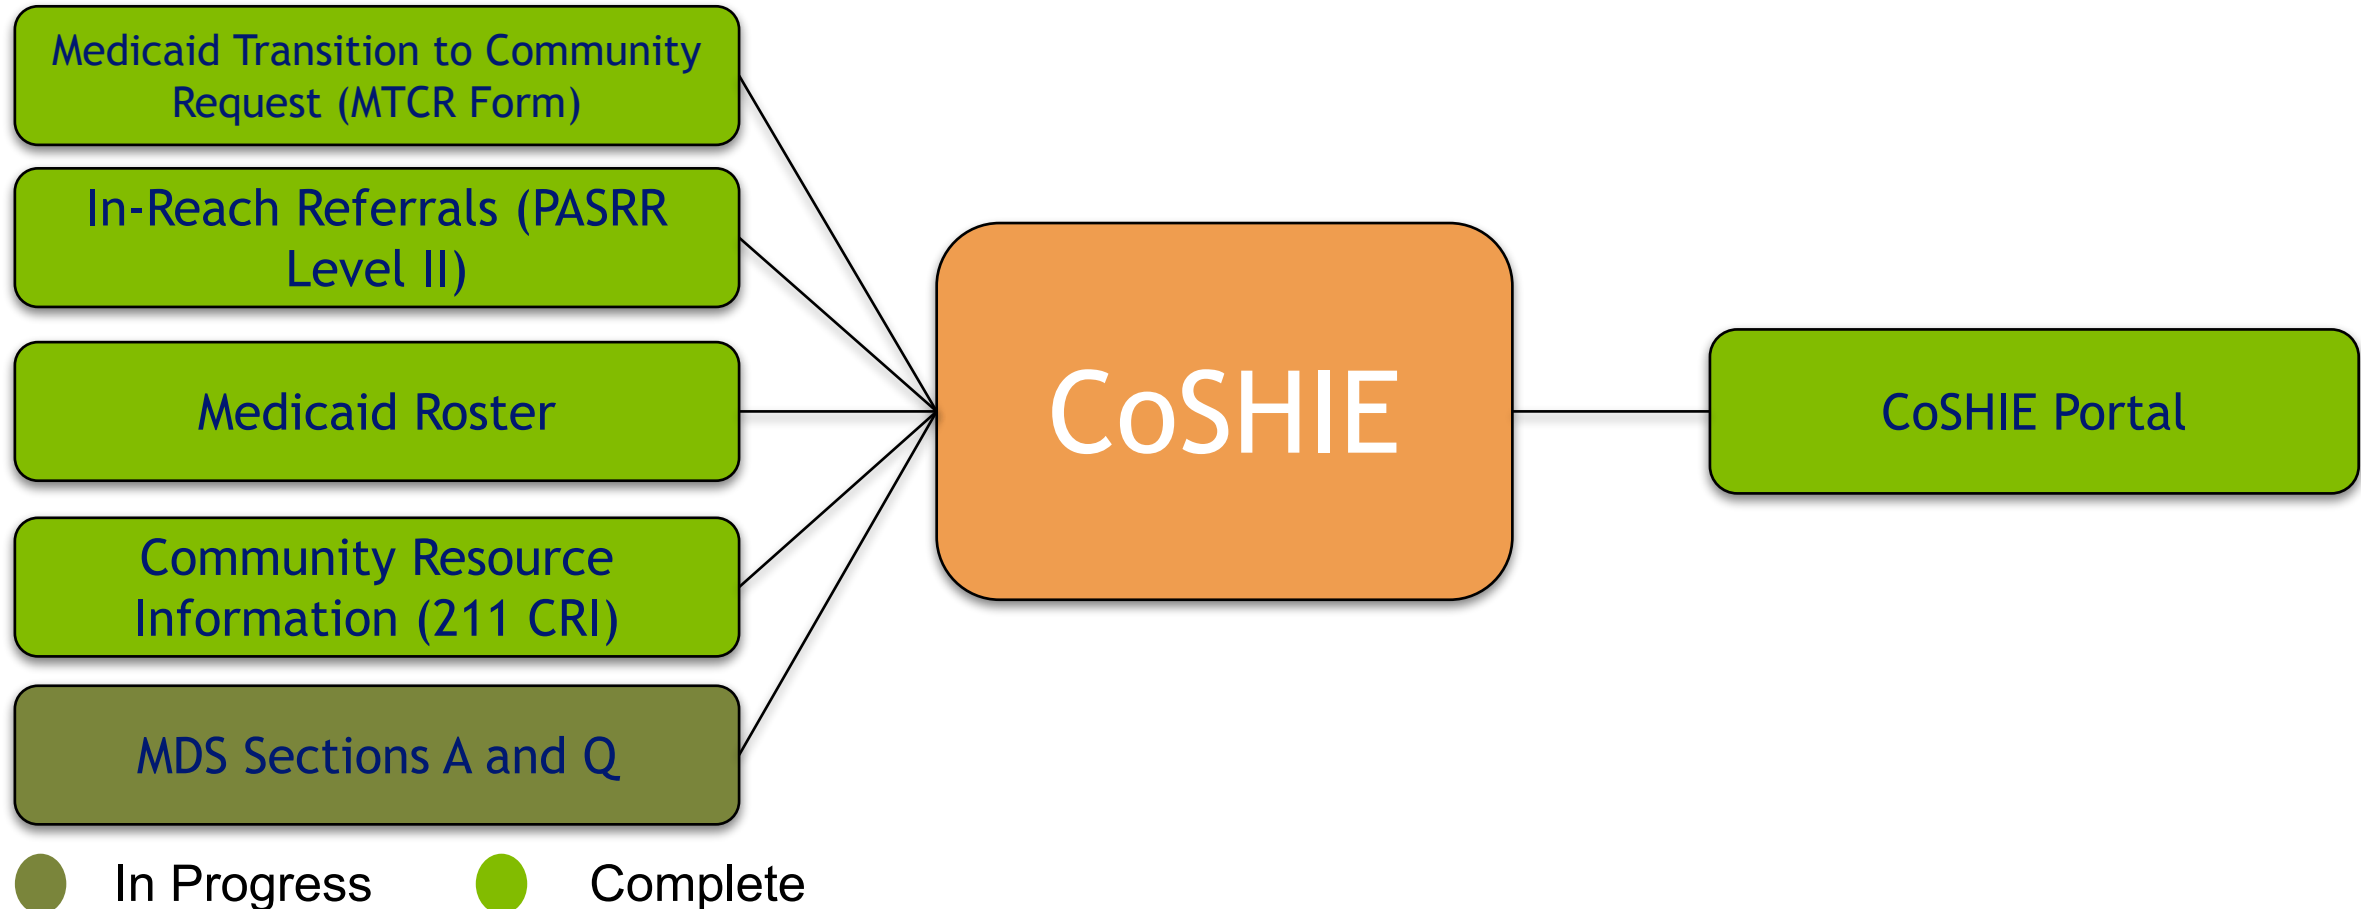 Medicaid Transition to Community
Request (MTCR Form)
In-Reach Referrals (PASRR
Level II)
Medicaid Roster
Community Resource
Information (211 CRI)
MDS Sections A and Q
CoSHIE
CoSHIE Portal
In Progress
Complete